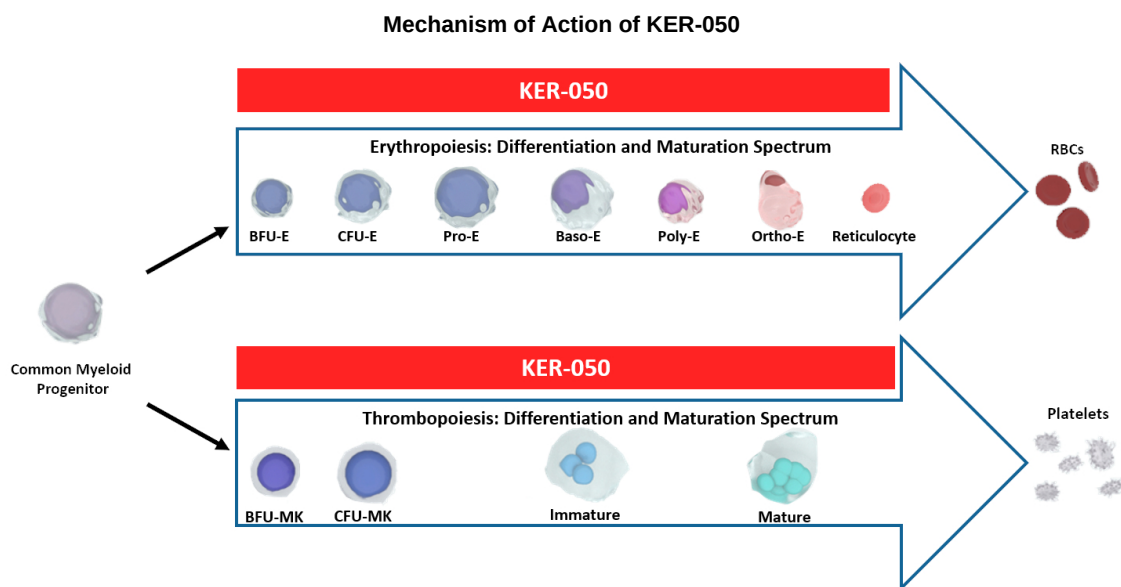 Mechanism of Action of KER-050
KER-050
Erythropoiesis: Differentiation and Maturation Spectrum
BFU-E
CFU-E
Pro-E
Baso-E
Poly-E
Ortho-E
Reticulocyte
RBCs
Common Myeloid
Progenitor
KER-050
Thrombopoiesis: Differentiation and Maturation Spectrum
BFU-MK
CFU-MK
Immature
Mature
Platelets